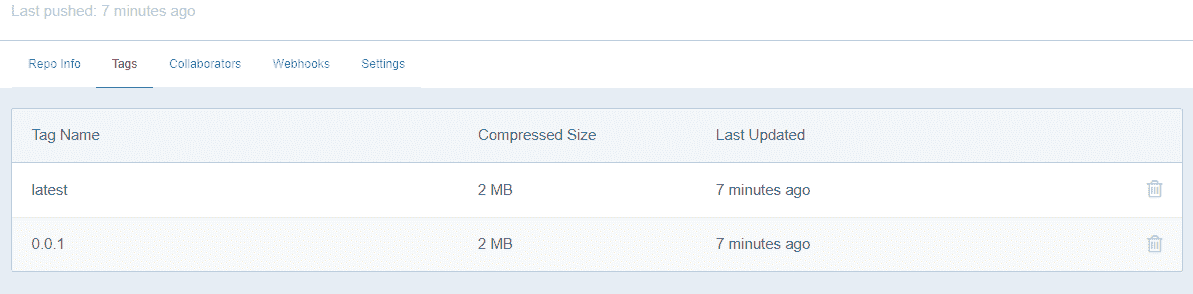 Last pushed: 7 minutes ago
Repo Info Tags Collaborators Webhooks Settings
Tag Name Compressed Size Last Updated
latest 2 MB 7 minutes ago
0.0.1 2 MB 7 minutes ago